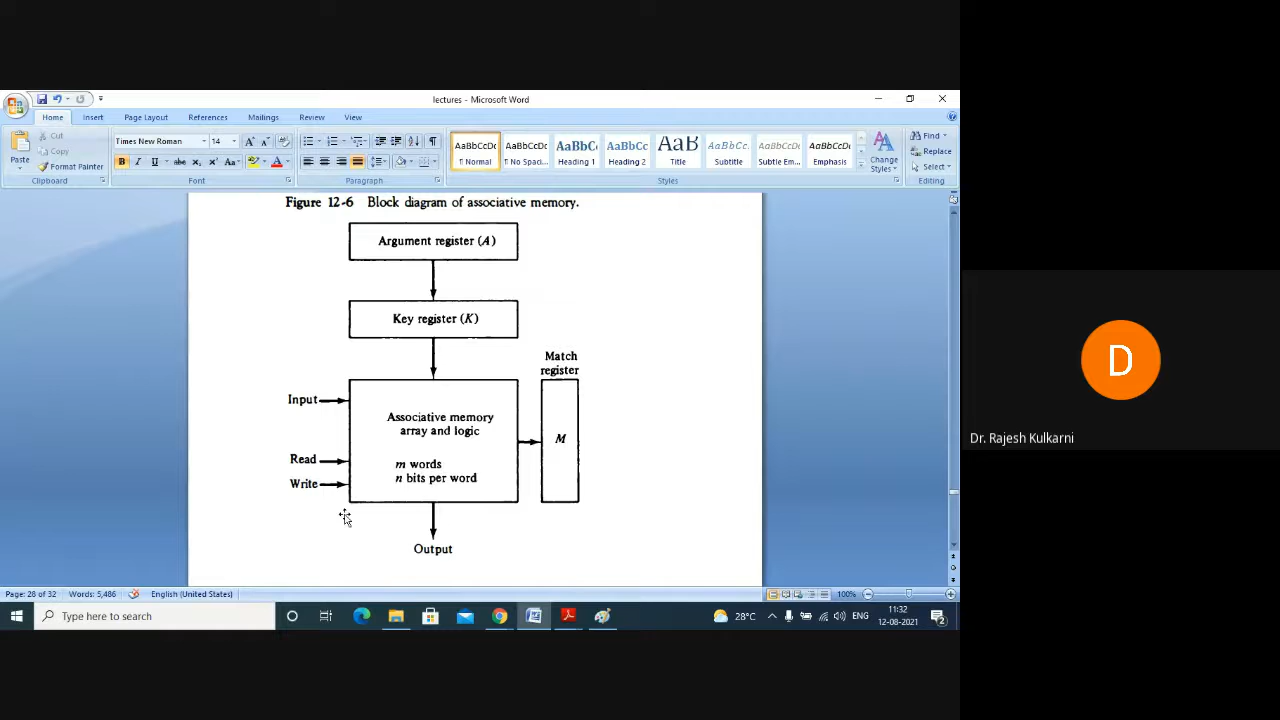 lectures - Microsoft Word
Home Insert Page Layout References Mailings Review View
Paste
Cut
Copy
Format Painter
Clipboard
Times New Roman 14
Font
Paragraph
AaBbCcDc AaBbCcDc AaBbCc AaBbCc AaB AaBbCc. AaBbCcDc AaBbCcDc
¶ Normal ¶ No Spaci... Heading 1 Heading 2 Title Subtitle Subtle Em... Emphasis
Change Styles
Styles
Find
Replace
Select
Editing
Figure 12-6 Block diagram of associative memory.
Argument register (A)
Key register (K)
Match
register
Input
Associative memory
array and logic
M
Read
m words
n bits per word
Write
Output
Page: 28 of 32 Words: 5,486 English (United States) 100%
Type here to search
28°C ENG
11:32
12-08-2021
2
D
Dr. Rajesh Kulkarni